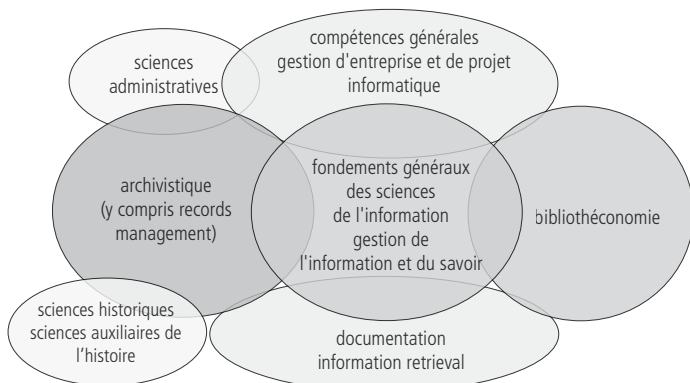 sciences
administratives
compétences générales
gestion d'entreprise et de projet
informatique
archivistique
(y compris records
management)
fondements généraux
des sciences
de l'information
gestion de
l'information et du savoir
bibliothéconomie
sciences historiques
sciences auxiliaires de
l’histoire
documentation
information retrieval